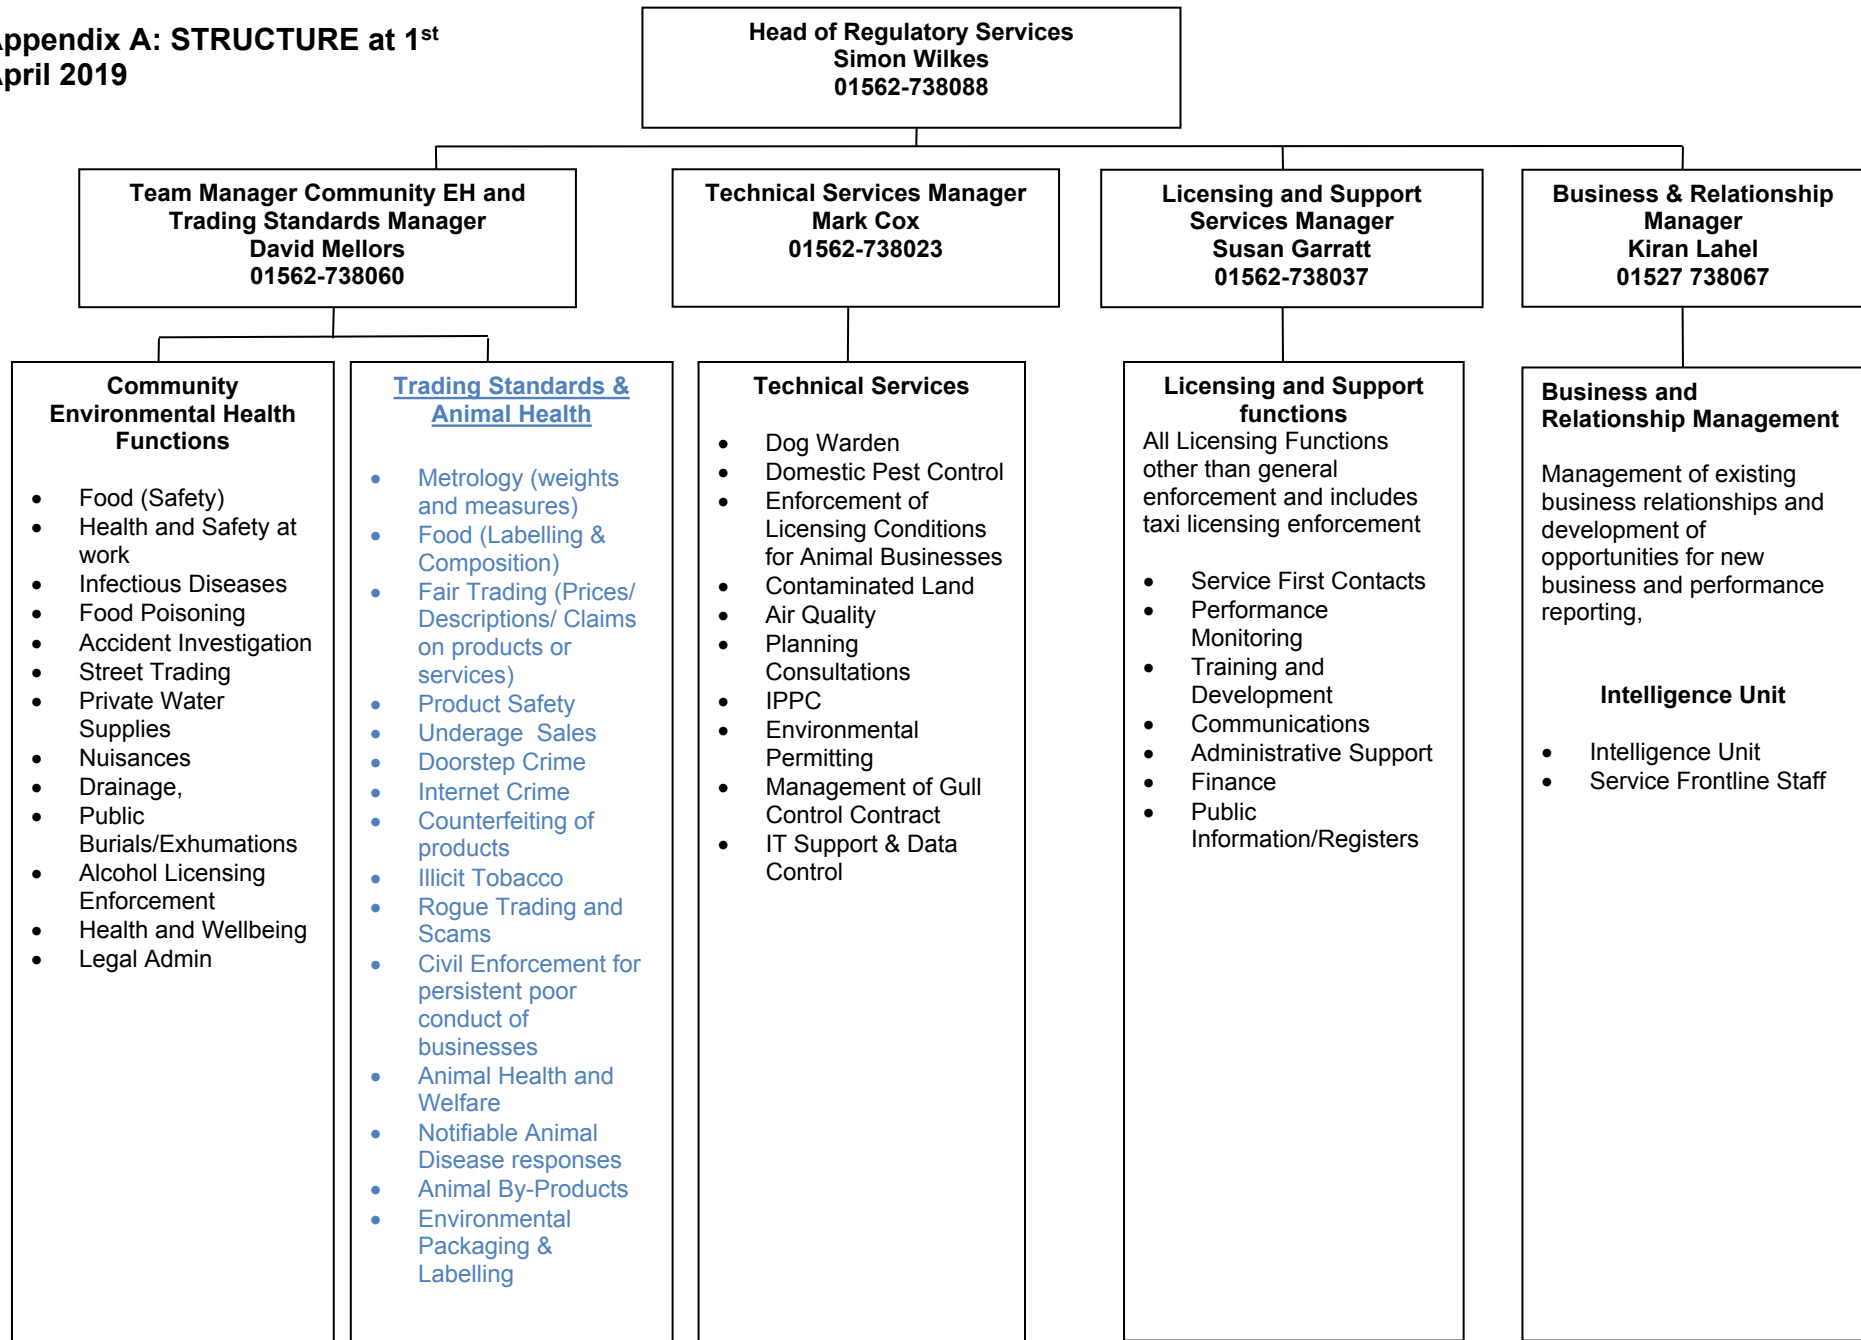 Appendix A: STRUCTURE at 1st
April 2019
Head of Regulatory Services
Simon Wilkes
01562-738088
Team Manager Community EH and
Trading Standards Manager
David Mellors
01562-738060
Technical Services Manager
Mark Cox
01562-738023
Licensing and Support
Services Manager
Susan Garratt
01562-738037
Business & Relationship
Manager
Kiran Lahel
01527 738067
Community
Environmental Health
Functions
• Food (Safety)
• Health and Safety at
work
• Infectious Diseases
• Food Poisoning
• Accident Investigation
• Street Trading
• Private Water
Supplies
• Nuisances
• Drainage,
• Public
Burials/Exhumations
• Alcohol Licensing
Enforcement
• Health and Wellbeing
• Legal Admin
Trading Standards &
Animal Health
• Metrology (weights
and measures)
• Food (Labelling &
Composition)
• Fair Trading (Prices/
Descriptions/ Claims
on products or
services)
• Product Safety
• Underage Sales
• Doorstep Crime
• Internet Crime
• Counterfeiting of
products
• Illicit Tobacco
• Rogue Trading and
Scams
• Civil Enforcement for
persistent poor
conduct of
businesses
• Animal Health and
Welfare
• Notifiable Animal
Disease responses
• Animal By-Products
• Environmental
Packaging &
Labelling
Technical Services
• Dog Warden
• Domestic Pest Control
• Enforcement of
Licensing Conditions
for Animal Businesses
• Contaminated Land
• Air Quality
• Planning
Consultations
• IPPC
• Environmental
Permitting
• Management of Gull
Control Contract
• IT Support & Data
Control
Licensing and Support
functions
All Licensing Functions
other than general
enforcement and includes
taxi licensing enforcement
• Service First Contacts
• Performance
Monitoring
• Training and
Development
• Communications
• Administrative Support
• Finance
• Public
Information/Registers
Business and
Relationship Management
Management of existing
business relationships and
development of
opportunities for new
business and performance
reporting,
Intelligence Unit
• Intelligence Unit
• Service Frontline Staff